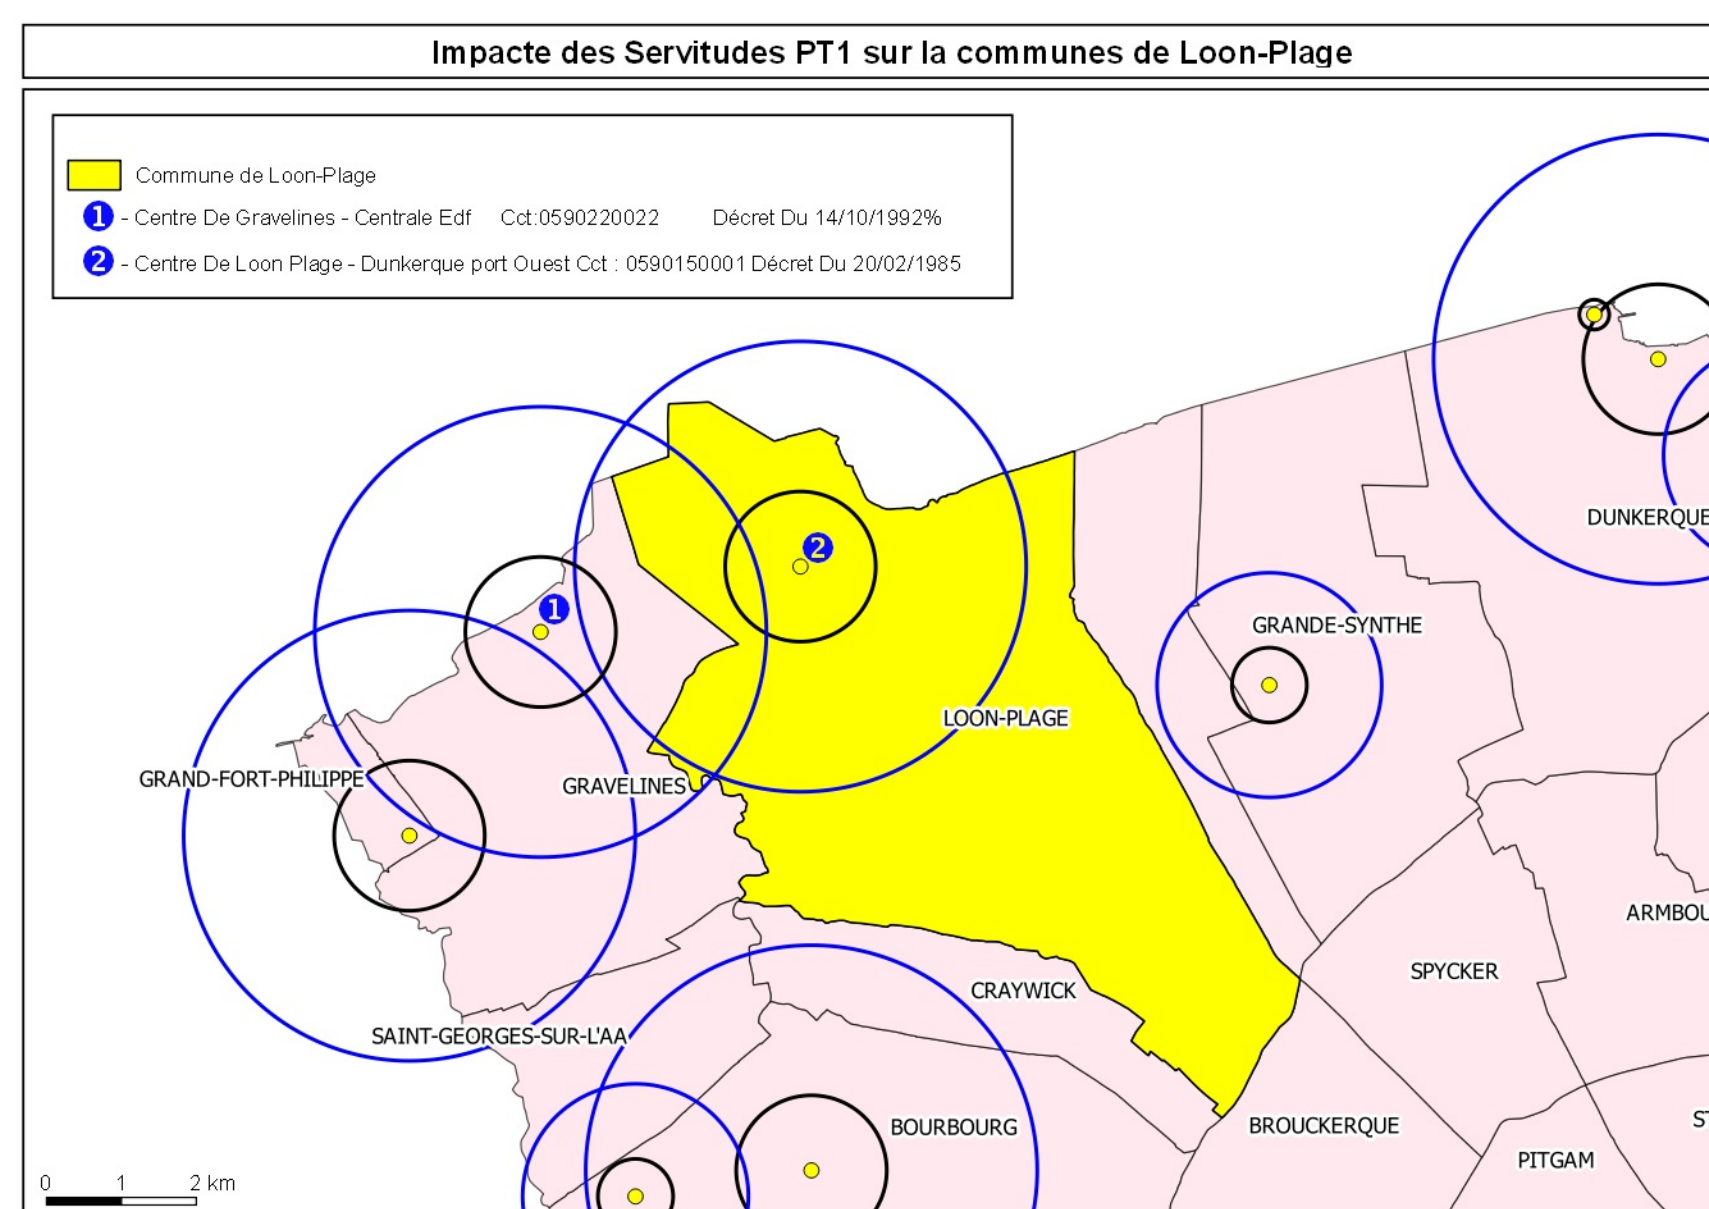 Impacte des Servitudes PT1 sur la communes de Loon-Plage
Commune de Loon-Plage
1 - Centre De Gravelines - Centrale Edf Cct:0590220022 Décret Du 14/10/1992%
2 - Centre De Loon Plage - Dunkerque port Ouest Cct : 0590150001 Décret Du 20/02/1985
DUNKERQUE
2
1
GRANDE-SYNTHE
LOON-PLAGE
GRAND-FORT-PHILIPPE
GRAVELINES
ARMBOU
SPYCKER
CRAYWICK
SAINT-GEORGES-SUR-L'AA
BOURBOURG
BROUCKERQUE
ST
PITGAM
0 1 2 km